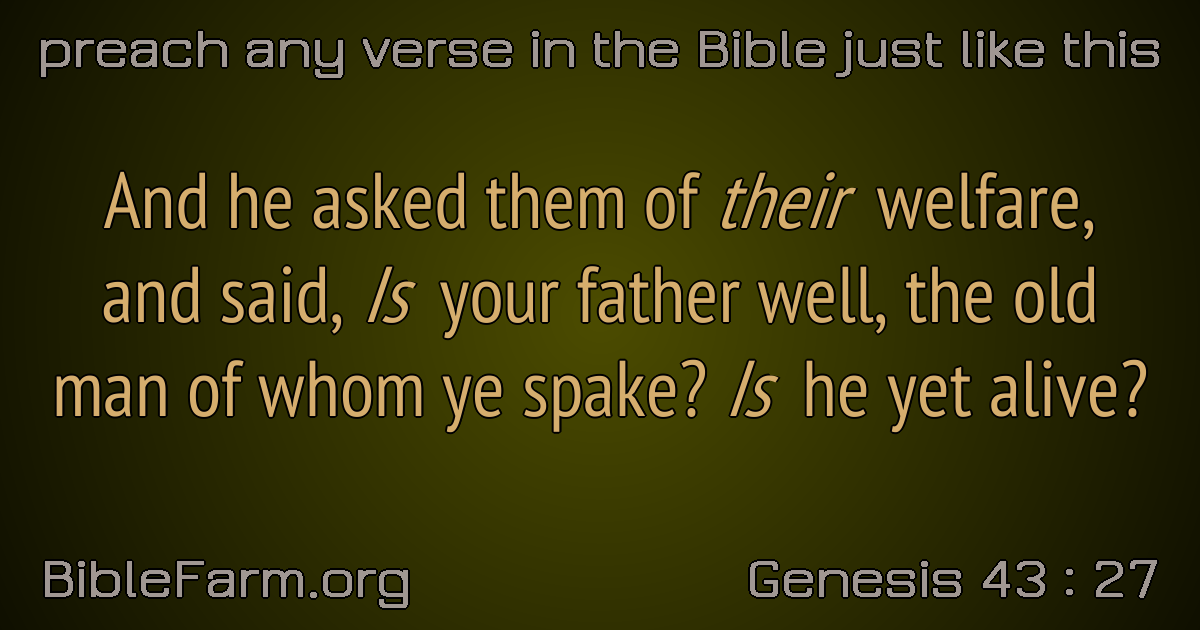 preach any verse in the Bible just like this
And he asked them of their welfare,
and said, Is your father well, the old
man of whom ye spake? Is he yet alive?
BibleFarm.org
Genesis 43 : 27